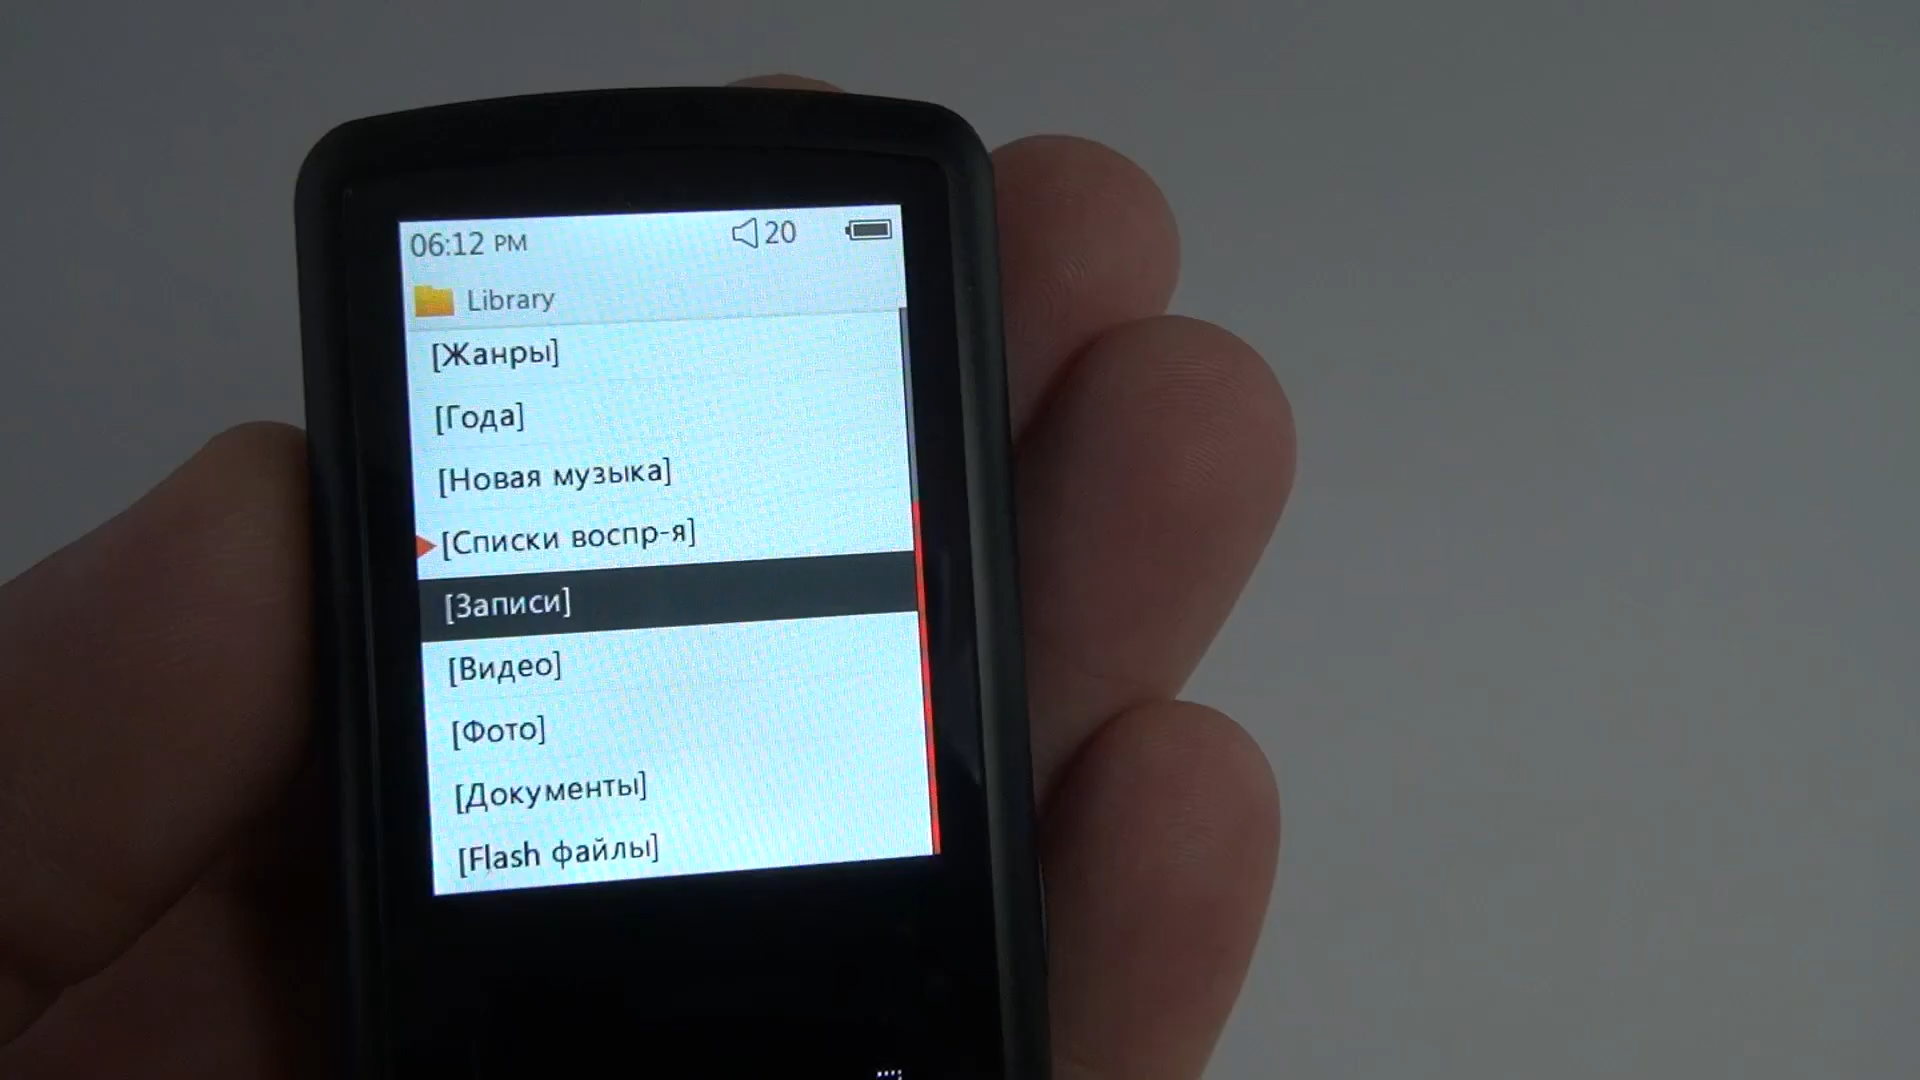 06:12 PM 20
Library
[Жанры]
[Года]
[Новая музыка]
[Списки воспр-я]
[Записи]
[Видео]
[Фото]
[Документы]
[Flash файлы]